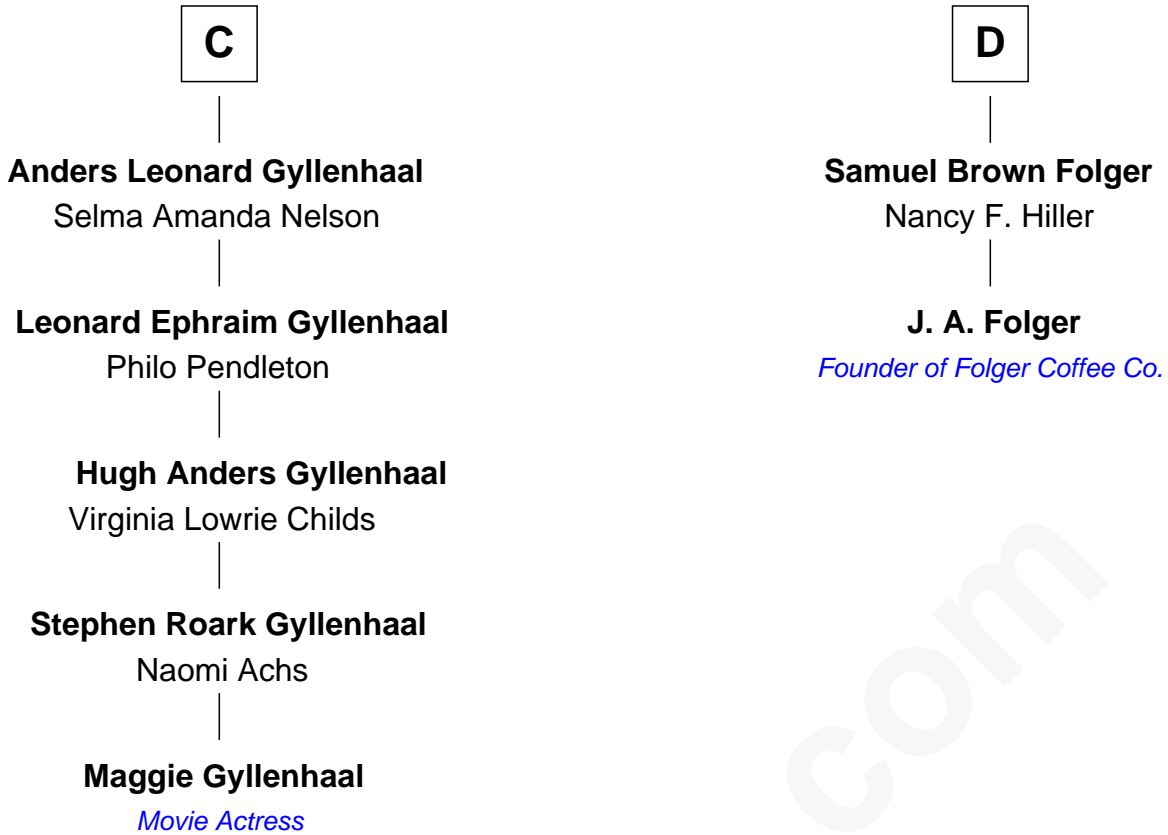 C
Anders Leonard Gyllenhaal
Selma Amanda Nelson
Leonard Ephraim Gyllenhaal
Philo Pendleton
Hugh Anders Gyllenhaal
Virginia Lowrie Childs
Stephen Roark Gyllenhaal
Naomi Achs
Maggie Gyllenhaal
Movie Actress
D
Samuel Brown Folger
Nancy F. Hiller
J. A. Folger
Founder of Folger Coffee Co.
com